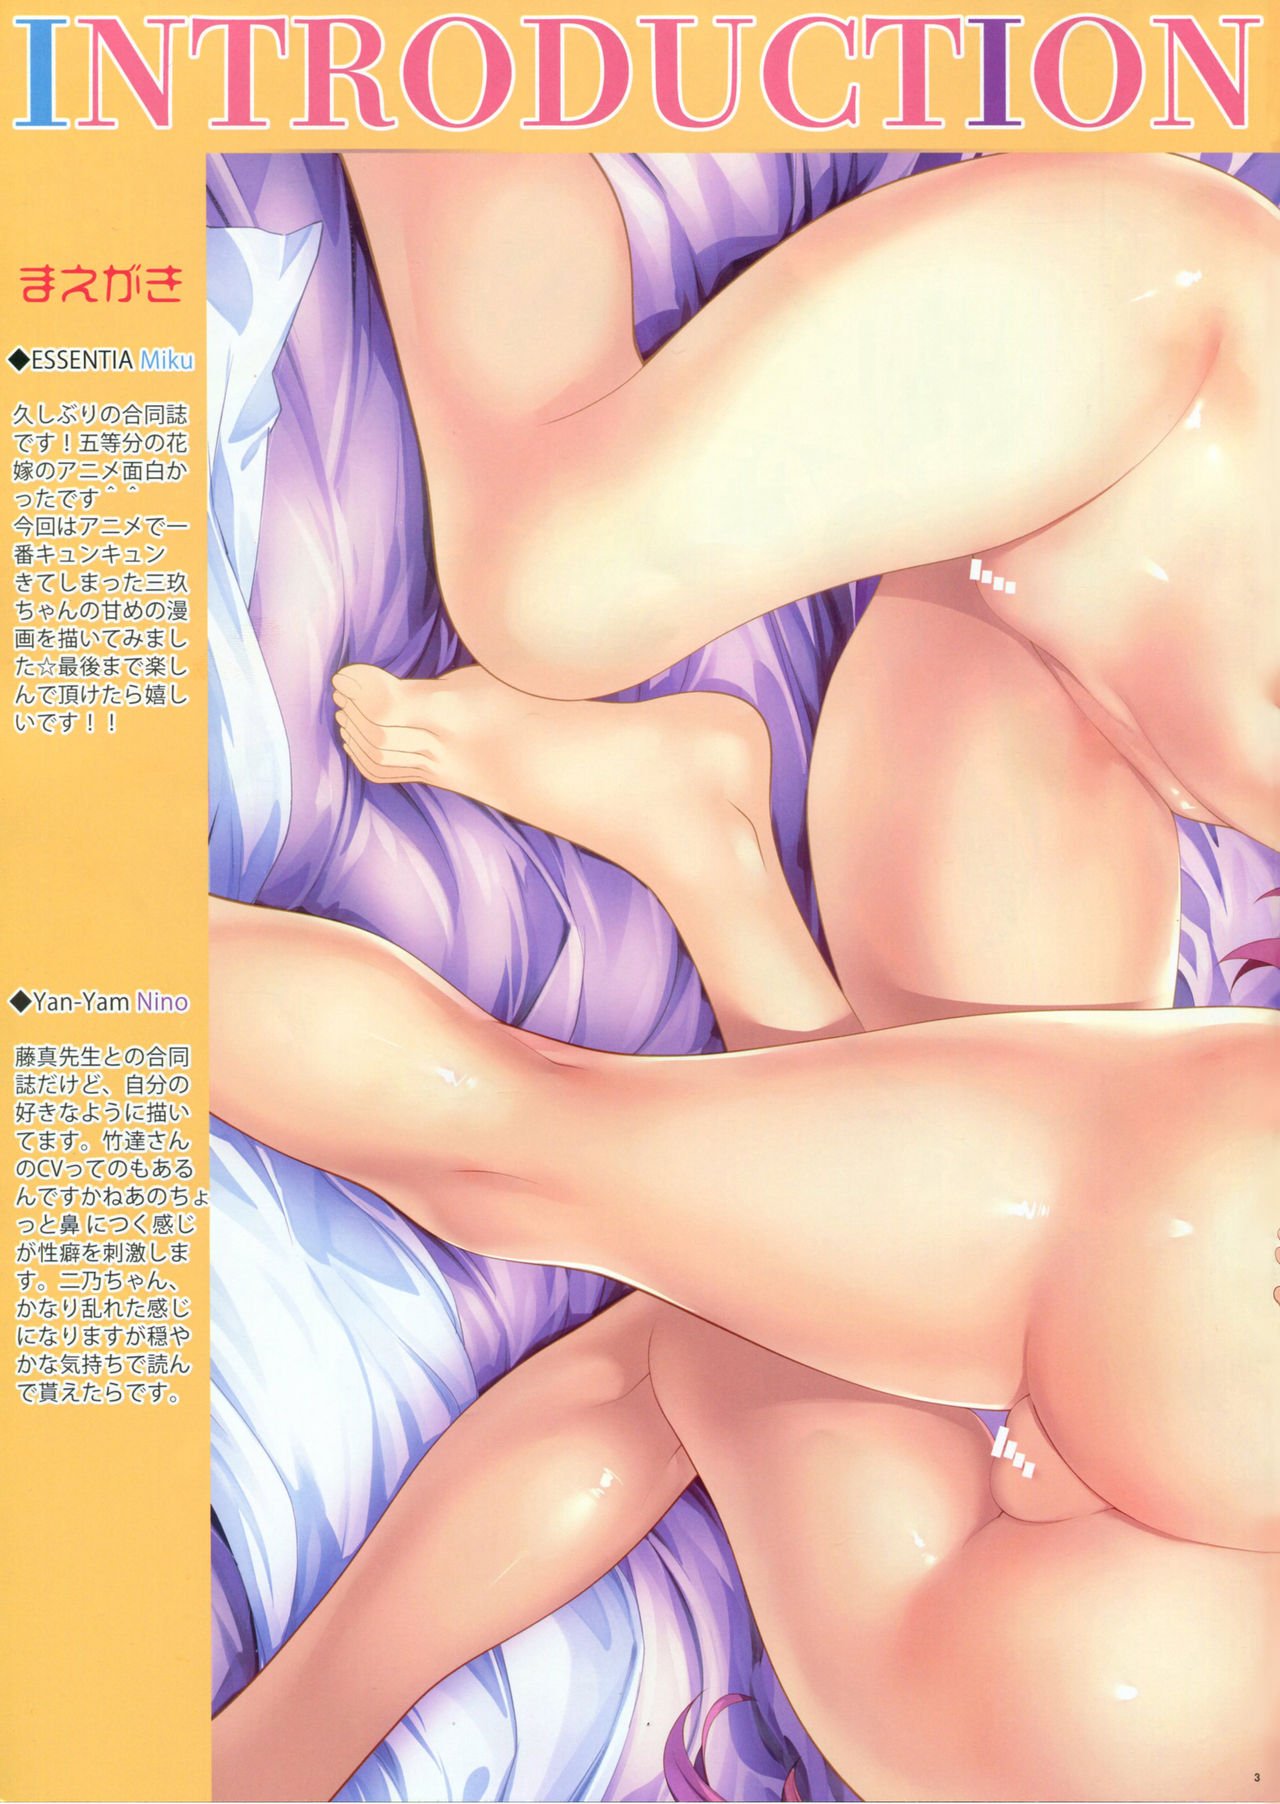 INTRODUCTION
まえがき
◆ESSENTIA Miku
久しぶりの合同誌
です！五等分の花
嫁のアニメ面白か
ったです＾＾
今回はアニメで一
番キュンキュン
きてしまった三玖
ちゃんの甘めの漫
画を描いてみまし
た☆最後まで楽し
んで頂けたら嬉し
いです！！
◆Yan-Yam Nino
藤真先生との合同
誌だけど、自分の
好きなように描い
てます。竹達さん
のCVってのもある
んですかねあのちょ
っと鼻につく感じ
が性癖を刺激しま
す。二乃ちゃん、
かなり乱れた感じ
になりますが穏や
かな気持ちで読ん
で貰えたらです。
3